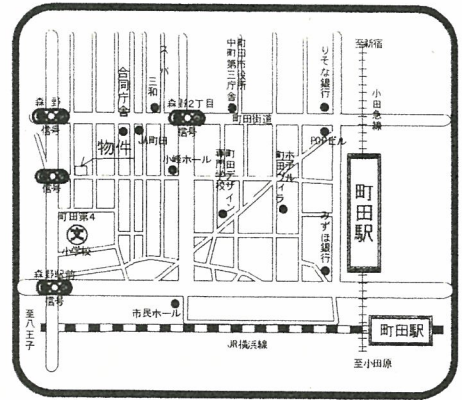 至新宿
小田急線
りそな銀行
町田市役所
中町第三庁舎
スーパー
三和
合同庁舎
森野
信号
森野2丁目
信号
町田街道
JA町田
POPビル
物件
小峰ホール
町田デザイン
専門学校
ホテル
町田ヴィラ
信号
町田駅
町田第4
文
小学校
みずほ銀行
森野駅前
信号
至八王子
市民ホール
町田駅
JR横浜線
至小田原